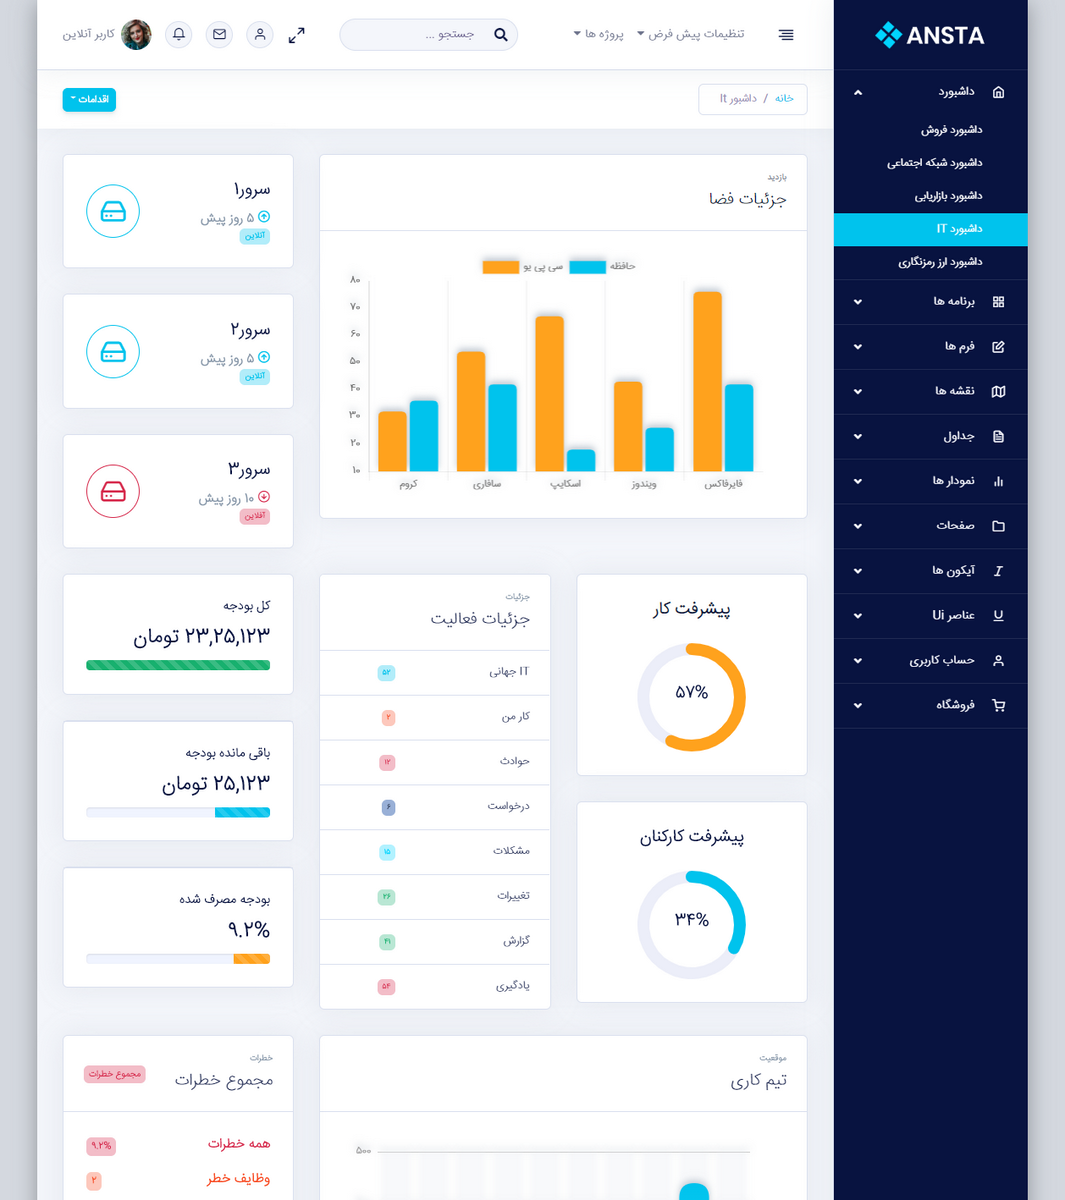 ANSTA
داشبورد
داشبورد فروش
داشبورد شبکه اجتماعی
داشبورد بازاریابی
داشبورد IT
داشبورد ارز رمزنگاری
برنامه ها
فرم ها
نقشه ها
جداول
نمودار ها
صفحات
آیکون ها
عناصر Ui
حساب کاربری
فروشگاه
تنظیمات پیش فرض
پروژه ها
جستجو ...
کاربر آنلاین
خانه / داشبور It
اقدامات
بازدید
جزئیات فضا
حافظه
سی پی یو
۸۰
۷۰
۶۰
۵۰
۴۰
۳۰
۲۰
۱۰
فایرفاکس
ویندوز
اسکایپ
سافاری
کروم
سرور۱
۵ روز پیش
آنلاین
سرور۲
۵ روز پیش
آنلاین
سرور۳
۱۰ روز پیش
آفلاین
پیشرفت کار
۵۷%
پیشرفت کارکنان
۳۴%
جزئیات
جزئیات فعالیت
IT جهانی ۵۲
کار من ۲
حوادث ۱۲
درخواست ۶
مشکلات ۱۵
تغییرات ۲۶
گزارش ۴۱
یادگیری ۵۴
کل بودجه
۲۳,۲۵,۱۲۳ تومان
باقی مانده بودجه
۲۵,۱۲۳ تومان
بودجه مصرف شده
۹.۲%
موقعیت
تیم کاری
۵۰۰
خطرات
مجموع خطرات
مجموع خطرات
همه خطرات ۹.۲%
وظایف خطر ۲